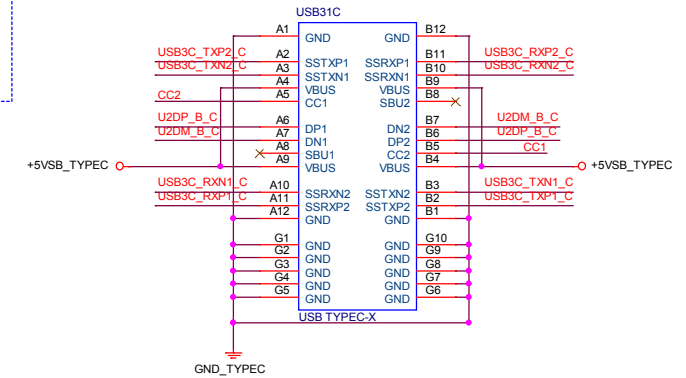 USB31C
A1 GND GND B12
USB3C_TXP2_C A2 SSTXP1 SSRXP1 B11 USB3C_RXP2_C
USB3C_TXN2_C A3 SSTXN1 SSRXN1 B10 USB3C_RXN2_C
A4 VBUS VBUS B9
CC2 A5 CC1 SBU2 B8
U2DP_B_C A6 DP1 DN2 B7 U2DM_B_C
U2DM_B_C A7 DN1 DP2 B6 U2DP_B_C
A8 SBU1 CC2 B5 CC1
+5VSB_TYPEC A9 VBUS VBUS B4 +5VSB_TYPEC
USB3C_RXN1_C A10 SSRXN2 SSTXN2 B3 USB3C_TXN1_C
USB3C_RXP1_C A11 SSRXP2 SSTXP2 B2 USB3C_TXP1_C
A12 GND GND B1
G1 GND GND G10
G2 GND GND G9
G3 GND GND G8
G4 GND GND G7
G5 GND GND G6
USB TYPEC-X
GND_TYPEC